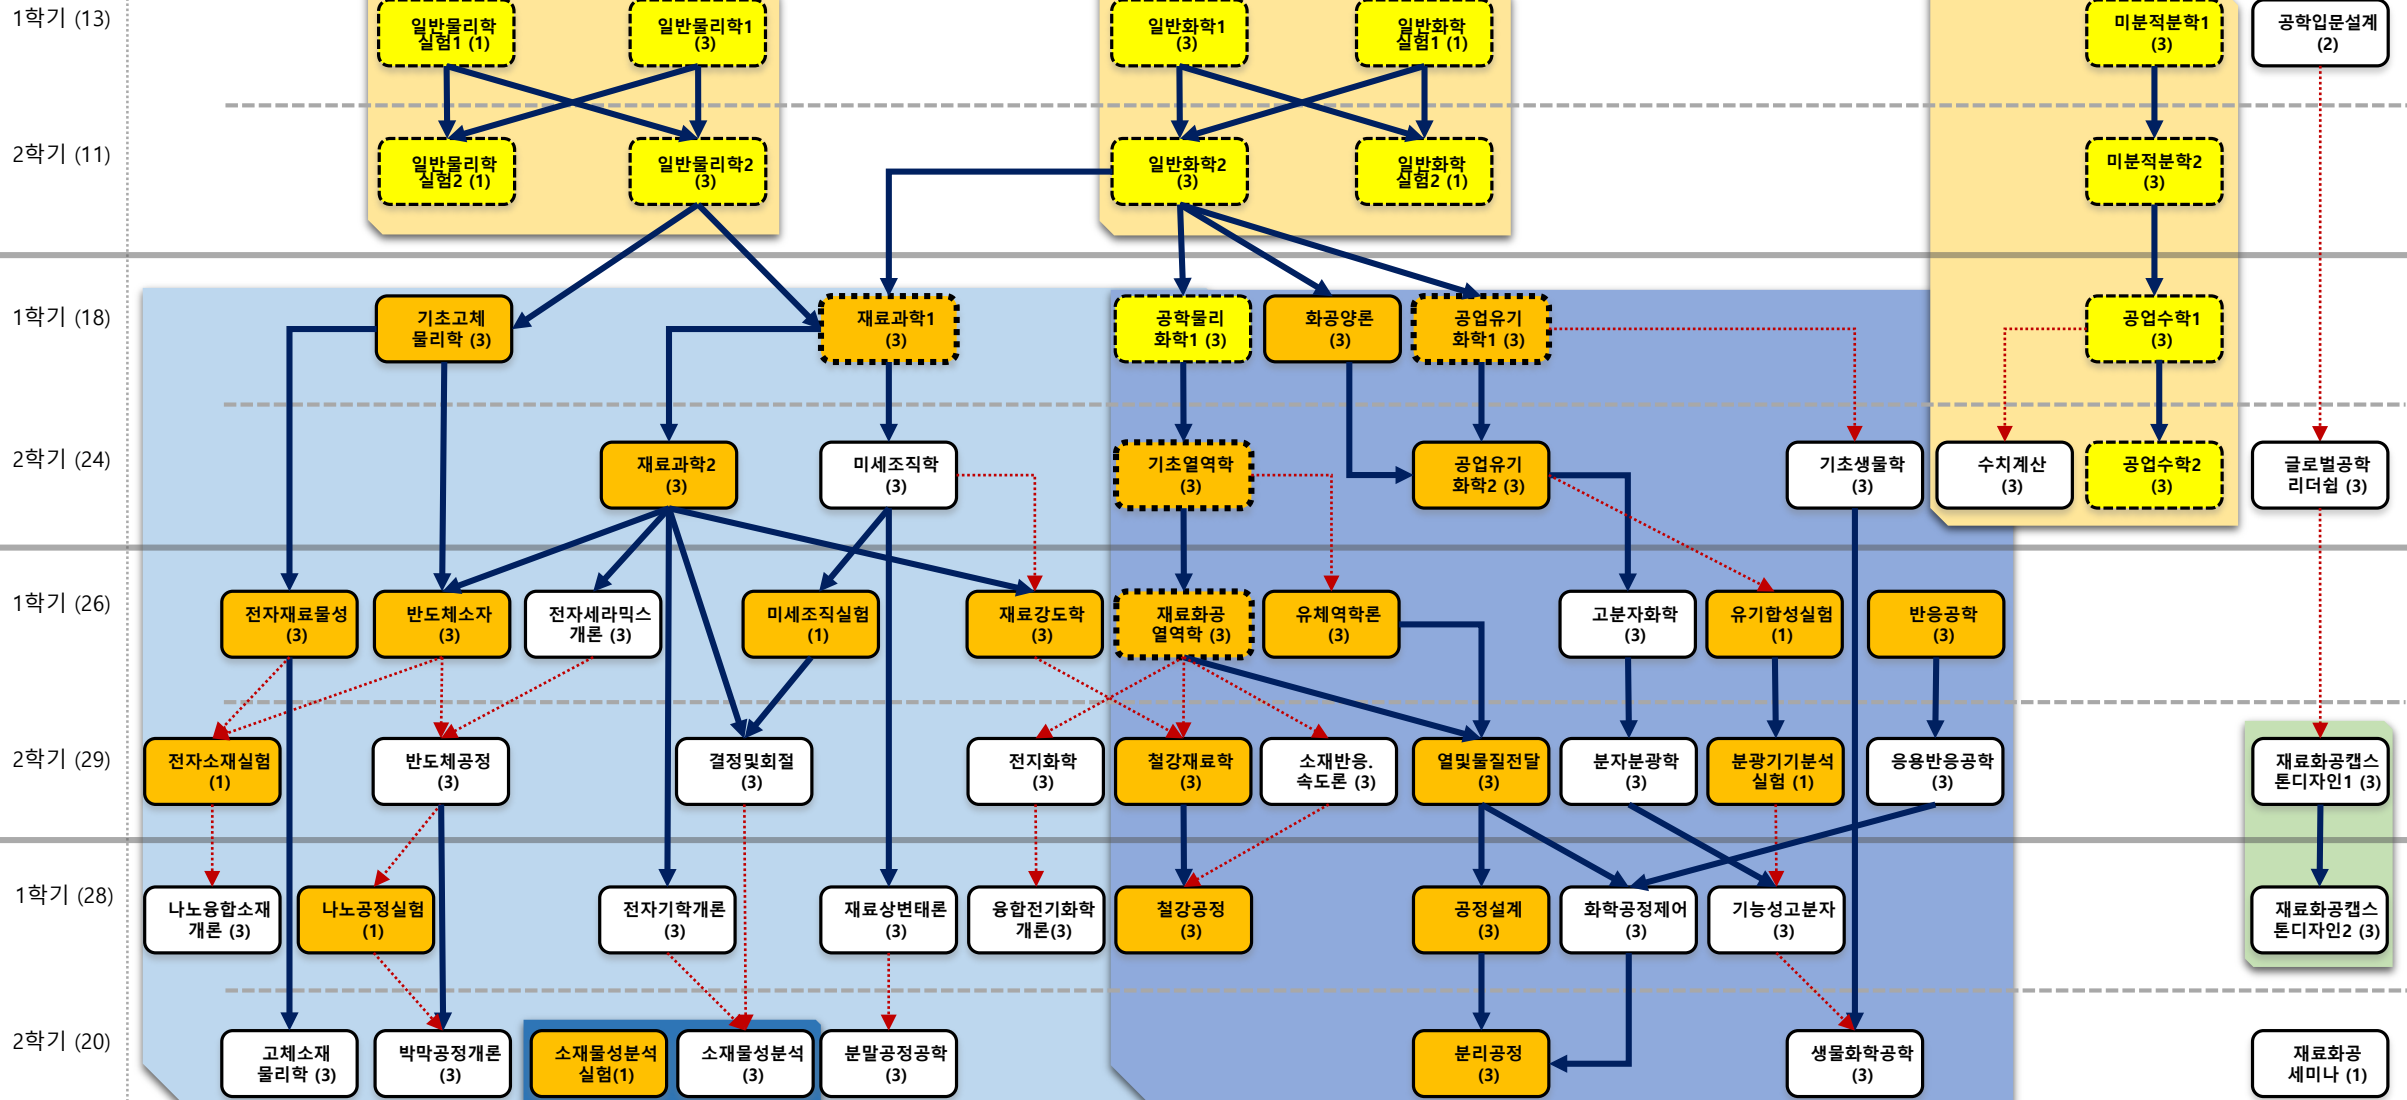 1학기 (13)
일반물리학
실험1 (1)
일반물리학1
(3)
일반화학1
(3)
일반화학
실험1 (1)
미분적분학1
(3)
공학입문설계
(2)
2학기 (11)
일반물리학
실험2 (1)
일반물리학2
(3)
일반화학2
(3)
일반화학
실험2 (1)
미분적분학2
(3)
1학기 (18)
기초고체
물리학 (3)
재료과학1
(3)
공학물리
화학1 (3)
화공양론
(3)
공업유기
화학1 (3)
공업수학1
(3)
2학기 (24)
재료과학2
(3)
미세조직학
(3)
기초열역학
(3)
공업유기
화학2 (3)
기초생물학
(3)
수치계산
(3)
공업수학2
(3)
글로벌공학
리더쉽 (3)
1학기 (26)
전자재료물성
(3)
반도체소자
(3)
전자세라믹스
개론 (3)
미세조직실험
(1)
재료강도학
(3)
재료화공
열역학 (3)
유체역학론
(3)
고분자화학
(3)
유기합성실험
(1)
반응공학
(3)
2학기 (29)
전자소재실험
(1)
반도체공정
(3)
결정및회절
(3)
전지화학
(3)
철강재료학
(3)
소재반응.
속도론 (3)
열및물질전달
(3)
분자분광학
(3)
분광기기분석
실험 (1)
응용반응공학
(3)
재료화공캡스
톤디자인1 (3)
1학기 (28)
나노융합소재
개론 (3)
나노공정실험
(1)
전자기학개론
(3)
재료상변태론
(3)
융합전기화학
개론(3)
철강공정
(3)
공정설계
(3)
화학공정제어
(3)
기능성고분자
(3)
재료화공캡스
톤디자인2 (3)
2학기 (20)
고체소재
물리학 (3)
박막공정개론
(3)
소재물성분석
실험(1)
소재물성분석
(3)
분말공정공학
(3)
분리공정
(3)
생물화학공학
(3)
재료화공
세미나 (1)